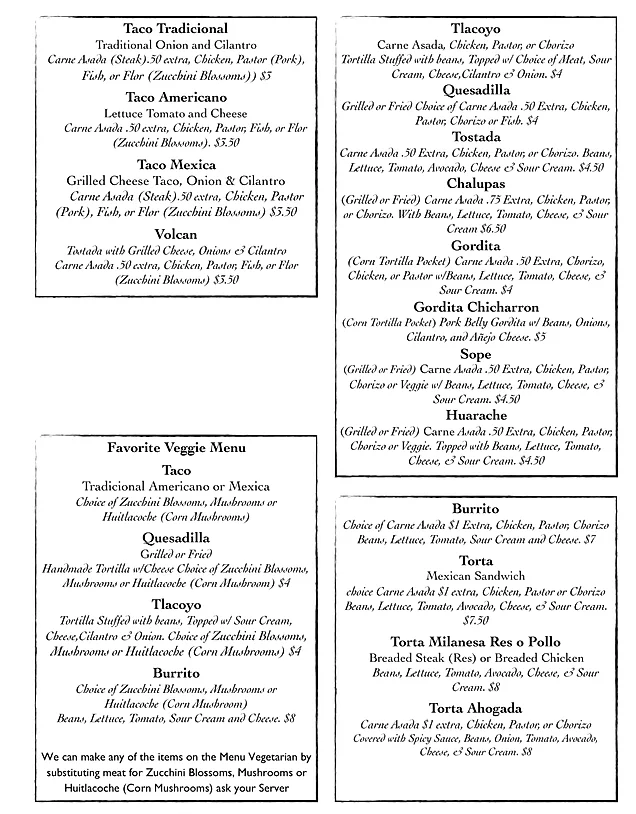 Taco Tradicional
Traditional Onion and Cilantro
Carne Asada (Steak).50 extra, Chicken, Pastor (Pork),
Fish, or Flor (Zucchini Blossoms)) $3
Taco Americano
Lettuce Tomato and Cheese
Carne Asada .50 extra, Chicken, Pastor, Fish, or Flor
(Zucchini Blossoms). $3.50
Taco Mexica
Grilled Cheese Taco, Onion & Cilantro
Carne Asada (Steak).50 extra, Chicken, Pastor
(Pork), Fish, or Flor (Zucchini Blossoms) $3.50
Volcan
Tostada with Grilled Cheese, Onions & Cilantro
Carne Asada .50 extra, Chicken, Pastor, Fish, or Flor
(Zucchini Blossoms) $3.50
Favorite Veggie Menu
Taco
Tradicional Americano or Mexica
Choice of Zucchini Blossoms, Mushrooms or
Huitlacoche (Corn Mushrooms)
Quesadilla
Grilled or Fried
Handmade Tortilla w/Cheese Choice of Zucchini Blossoms,
Mushrooms or Huitlacoche (Corn Mushroom) $4
Tlacoyo
Tortilla Stuffed with beans, Topped w/ Sour Cream,
Cheese,Cilantro & Onion. Choice of Zucchini Blossoms,
Mushrooms or Huitlacoche (Corn Mushrooms) $4
Burrito
Choice of Zucchini Blossoms, Mushrooms or
Huitlacoche (Corn Mushroom)
Beans, Lettuce, Tomato, Sour Cream and Cheese. $8
We can make any of the items on the Menu Vegetarian by
substituting meat for Zucchini Blossoms, Mushrooms or
Huitlacoche (Corn Mushrooms) ask your Server
Tlacoyo
Carne Asada, Chicken, Pastor, or Chorizo
Tortilla Stuffed with beans, Topped w/ Choice of Meat, Sour
Cream, Cheese,Cilantro & Onion. $4
Quesadilla
Grilled or Fried Choice of Carne Asada .50 Extra, Chicken,
Pastor, Chorizo or Fish. $4
Tostada
Carne Asada .50 Extra, Chicken, Pastor, or Chorizo. Beans,
Lettuce, Tomato, Avocado, Cheese & Sour Cream. $4.50
Chalupas
(Grilled or Fried) Carne Asada .75 Extra, Chicken, Pastor,
or Chorizo. With Beans, Lettuce, Tomato, Cheese, & Sour
Cream $6.50
Gordita
(Corn Tortilla Pocket) Carne Asada .50 Extra, Chorizo,
Chicken, or Pastor w/Beans, Lettuce, Tomato, Cheese, &
Sour Cream. $4
Gordita Chicharron
(Corn Tortilla Pocket) Pork Belly Gordita w/ Beans, Onions,
Cilantro, and Añejo Cheese. $5
Sope
(Grilled or Fried) Carne Asada .50 Extra, Chicken, Pastor,
Chorizo or Veggie w/ Beans, Lettuce, Tomato, Cheese, &
Sour Cream. $4.50
Huarache
(Grilled or Fried) Carne Asada .50 Extra, Chicken, Pastor,
Chorizo or Veggie. Topped with Beans, Lettuce, Tomato,
Cheese, & Sour Cream. $4.50
Burrito
Choice of Carne Asada $1 Extra, Chicken, Pastor, Chorizo
Beans, Lettuce, Tomato, Sour Cream and Cheese. $7
Torta
Mexican Sandwich
choice Carne Asada $1 extra, Chicken, Pastor or Chorizo
Beans, Lettuce, Tomato, Avocado, Cheese, & Sour Cream.
$7.50
Torta Milanesa Res o Pollo
Breaded Steak (Res) or Breaded Chicken
Beans, Lettuce, Tomato, Avocado, Cheese, & Sour
Cream. $8
Torta Ahogada
Carne Asada $1 extra, Chicken, Pastor, or Chorizo
Covered with Spicy Sauce, Beans, Onion, Tomato, Avocado,
Cheese, & Sour Cream. $8